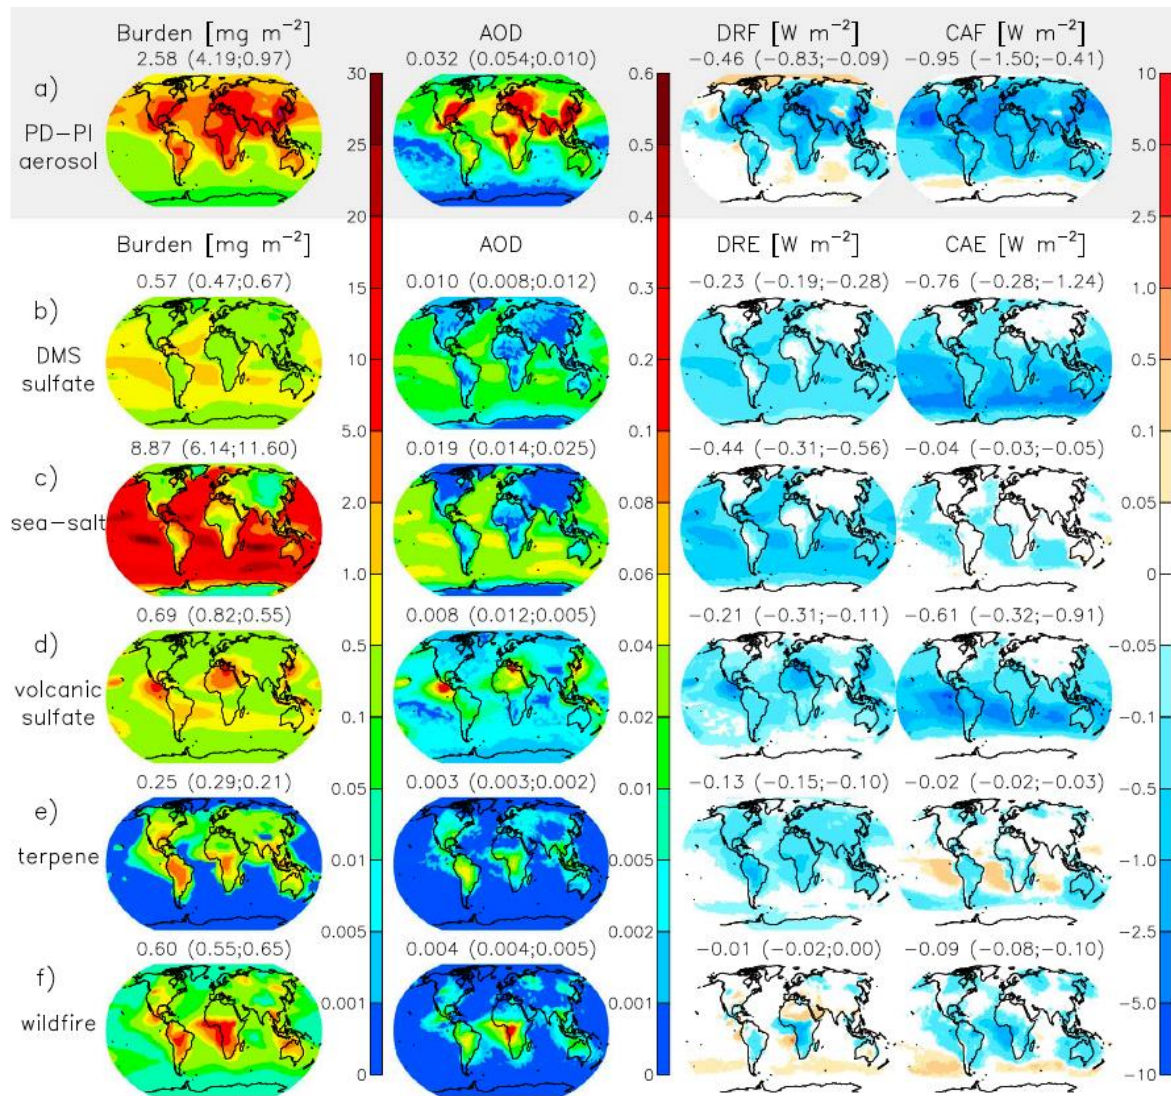 Burden [mg m−2] AOD DRF [W m−2] CAF [W m−2]
2.58 (4.19;0.97) 0.032 (0.054;0.010) −0.46 (−0.83;−0.09) −0.95 (−1.50;−0.41)
a)
PD−PI
aerosol
Burden [mg m−2] AOD DRE [W m−2] CAE [W m−2]
0.57 (0.47;0.67) 0.010 (0.008;0.012) −0.23 (−0.19;−0.28) −0.76 (−0.28;−1.24)
b)
DMS
sulfate
8.87 (6.14;11.60) 0.019 (0.014;0.025) −0.44 (−0.31;−0.56) −0.04 (−0.03;−0.05)
c)
sea−salt
0.69 (0.82;0.55) 0.008 (0.012;0.005) −0.21 (−0.31;−0.11) −0.61 (−0.32;−0.91)
d)
volcanic
sulfate
0.25 (0.29;0.21) 0.003 (0.003;0.002) −0.13 (−0.15;−0.10) −0.02 (−0.02;−0.03)
e)
terpene
0.60 (0.55;0.65) 0.004 (0.004;0.005) −0.01 (−0.02;0.00) −0.09 (−0.08;−0.10)
f)
wildfire
30
25
20
15
10
5.0
2.0
1.0
0.5
0.1
0.05
0.01
0.005
0.001
0
0.6
0.5
0.4
0.3
0.2
0.1
0.08
0.06
0.04
0.02
0.01
0.005
0.002
0.001
0
10
5.0
2.5
1.0
0.5
0.1
0.05
0
−0.05
−0.1
−0.5
−1.0
−2.5
−5.0
−10